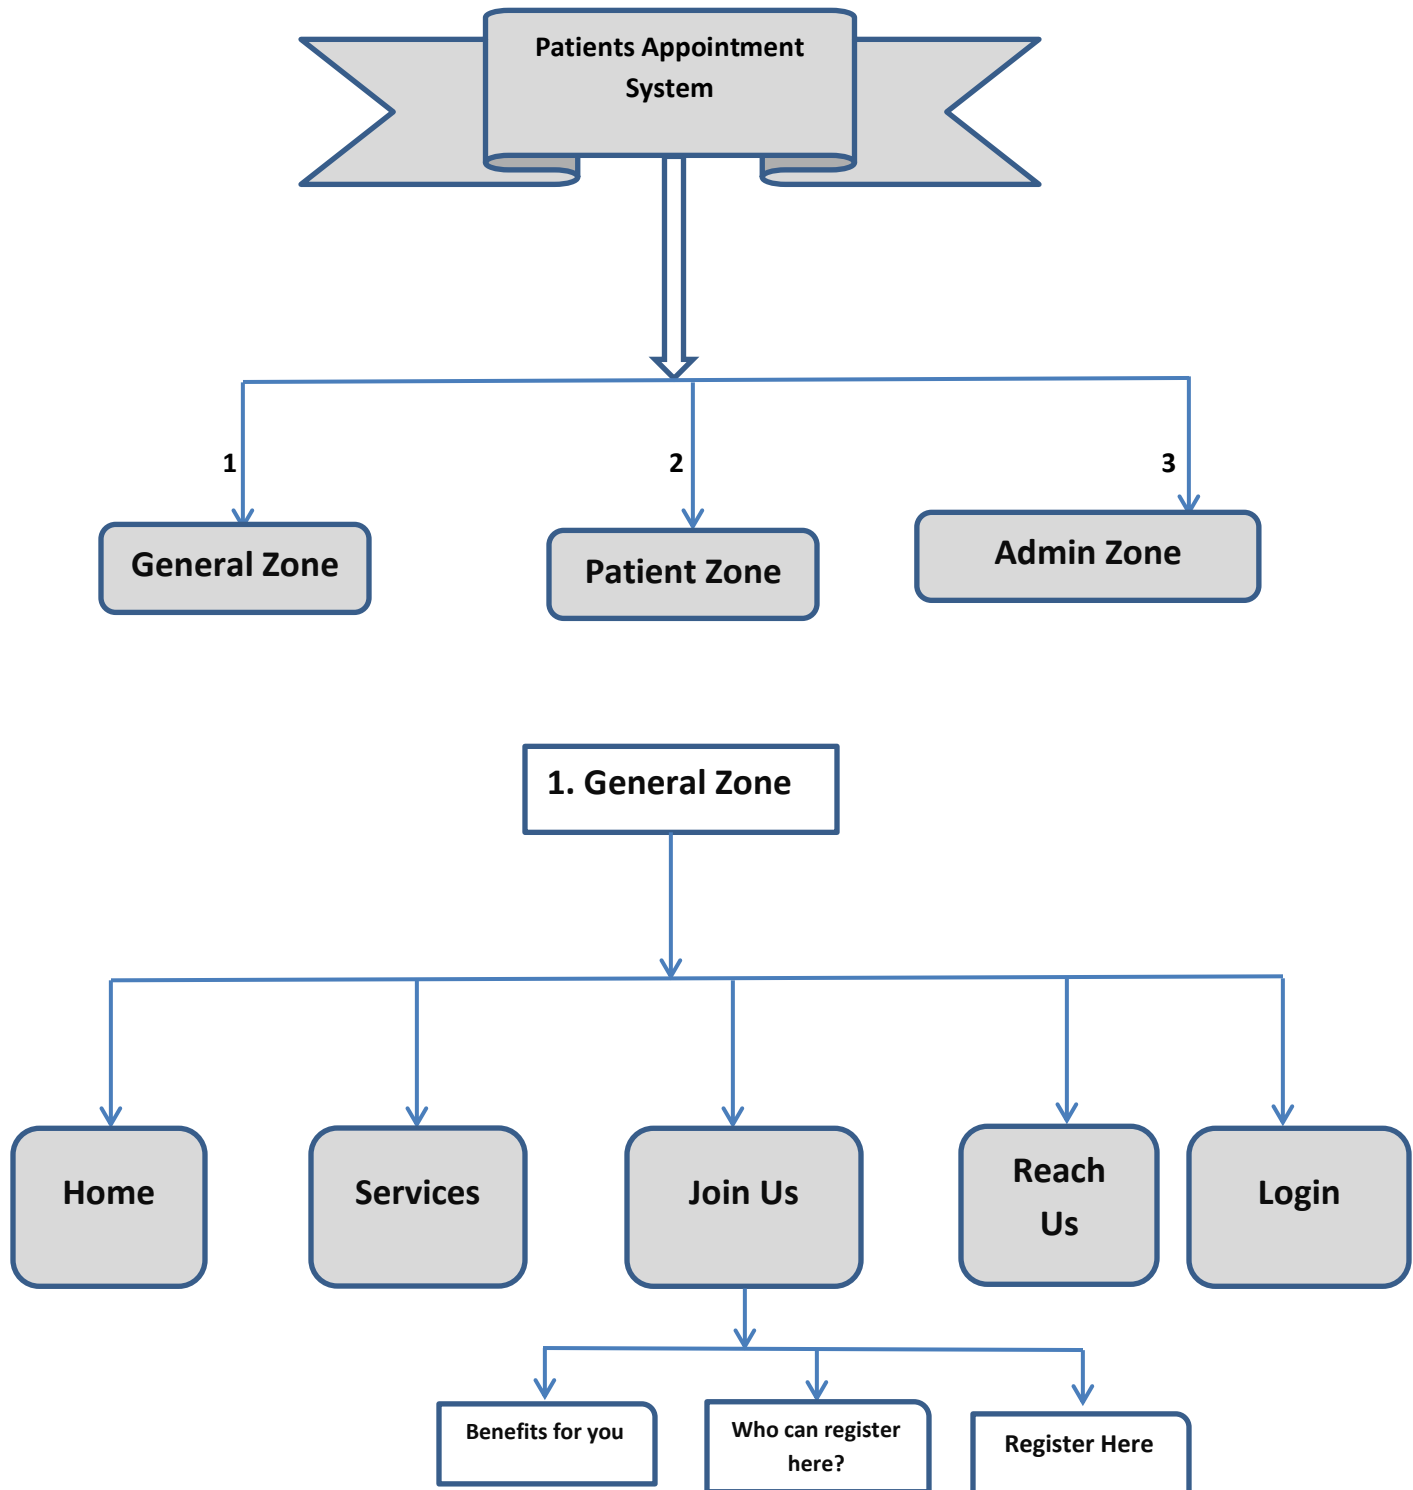 Patients Appointment
System
1
2
3
General Zone
Patient Zone
Admin Zone
1. General Zone
Home
Services
Join Us
Reach
Us
Login
Benefits for you
Who can register
here?
Register Here